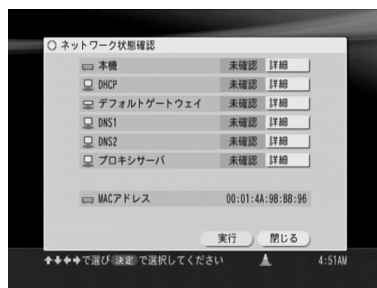 ネットワーク状態確認
本機 未確認 詳細
DHCP 未確認 詳細
デフォルトゲートウェイ 未確認 詳細
DNS1 未確認 詳細
DNS2 未確認 詳細
プロキシサーバ 未確認 詳細
MACアドレス 00:01:4A:9B:B8:96
実行 閉じる
↑↓←→で選び 決定 で選択してください 4:51AM